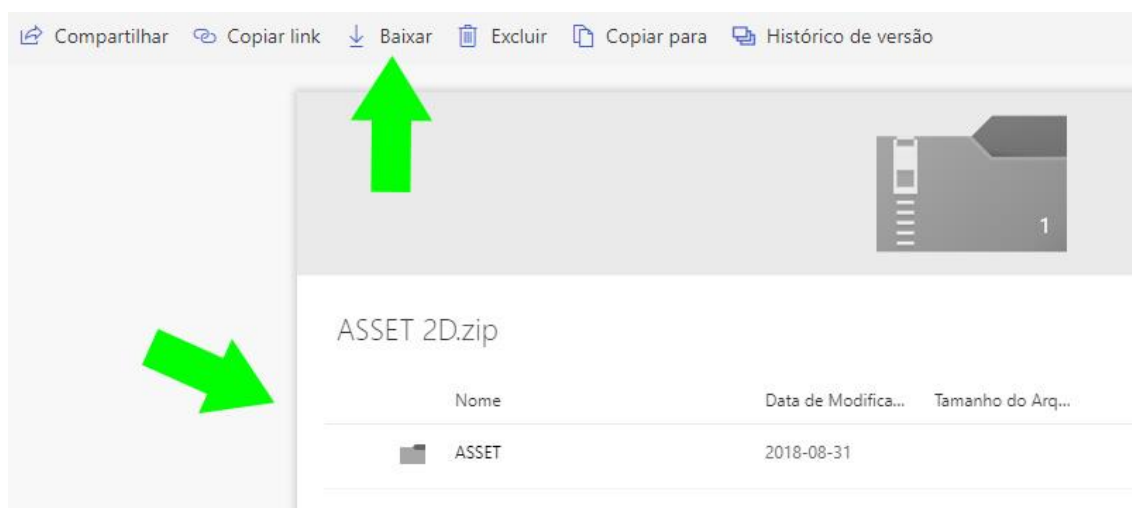 Compartilhar Copiar link Baixar Excluir Copiar para Histórico de versão
1
ASSET 2D.zip
Nome Data de Modifica... Tamanho do Arq...
ASSET 2018-08-31